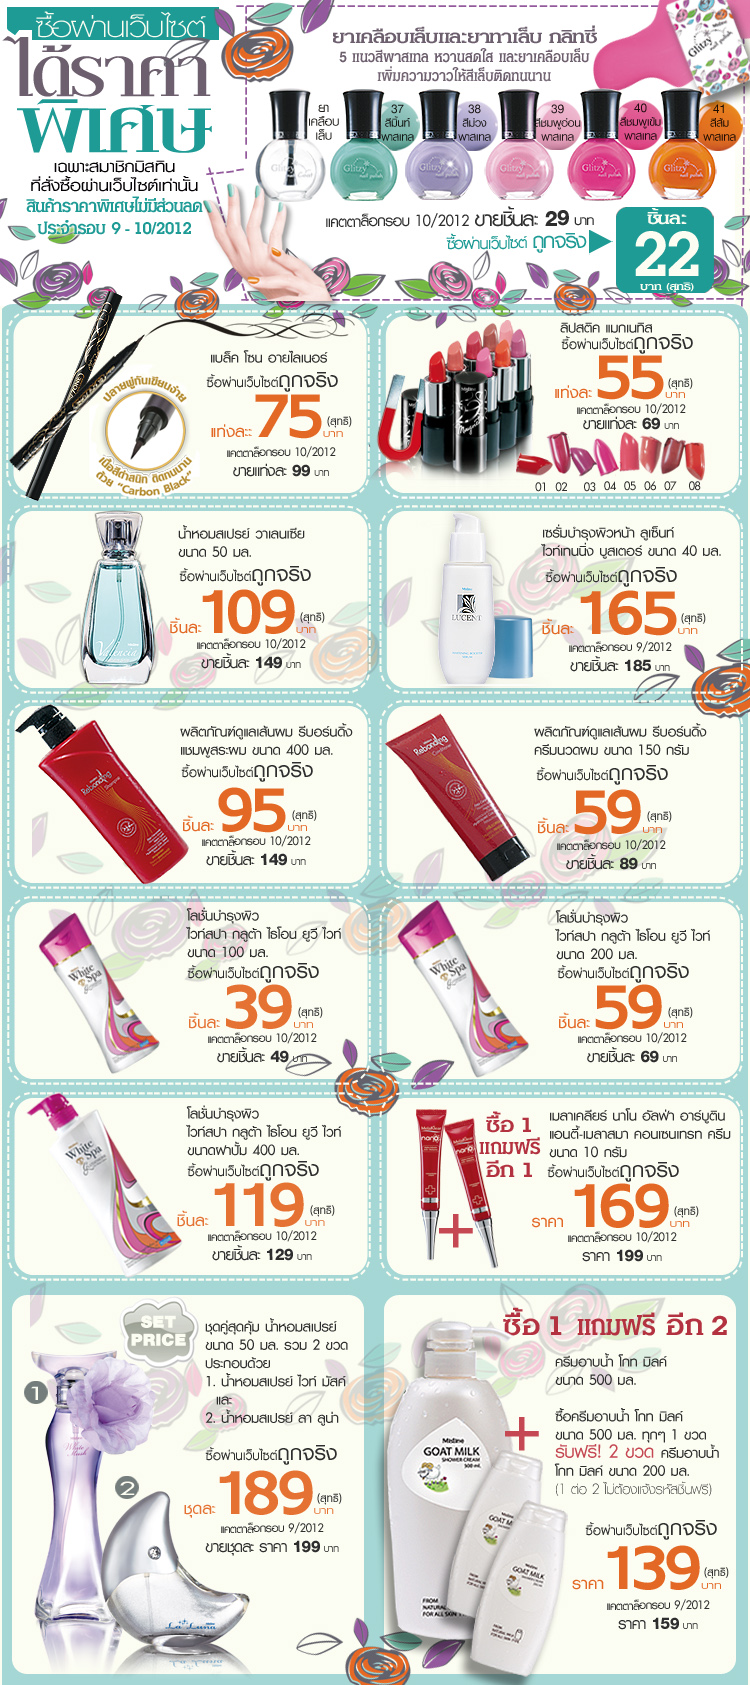 ซื้อผ่านเว็บไซต์
ได้ราคา
พิเศษ
เฉพาะสมาชิกมิสทิน
ที่สั่งซื้อผ่านเว็บไซต์เท่านั้น
สินค้าราคาพิเศษไม่มีส่วนลด
ประจำรอบ 9 - 10/2012
ยาเคลือบเล็บและยาทาเล็บ กลิทซี่
5 แนวสีพาสเทล หวานสดใส และยาเคลือบเล็บ
เพิ่มความวาวให้สีเล็บติดทนนาน
Glitzy
nail polish
ยา
เคลือบ
เล็บ
37
สีมิ้นท์
พาสเทล
38
สีม่วง
พาสเทล
39
สีชมพูอ่อน
พาสเทล
40
สีชมพูเข้ม
พาสเทล
41
สีส้ม
พาสเทล
แคตตาล็อกรอบ 10/2012 ขายชิ้นละ 29 บาท
ซื้อผ่านเว็บไซต์ ถูกจริง
ชิ้นละ
22
บาท (สุทธิ)
แบล็ค โซน อายไลเนอร์
ซื้อผ่านเว็บไซต์ถูกจริง
แท่งละ 75 (สุทธิ) บาท
แคตตาล็อกรอบ 10/2012
ขายแท่งละ 99 บาท
ปลายพู่กันเขียนง่าย
เนื้อสีดำสนิท ติดทนนาน
ด้วย "Carbon Black"
ลิปสติค แมกเนทิส
ซื้อผ่านเว็บไซต์ถูกจริง
แท่งละ 55 (สุทธิ) บาท
แคตตาล็อกรอบ 10/2012
ขายแท่งละ 69 บาท
01 02 03 04 05 06 07 08
น้ำหอมสเปรย์ วาเลนเซีย
ขนาด 50 มล.
ซื้อผ่านเว็บไซต์ถูกจริง
ชิ้นละ 109 (สุทธิ) บาท
แคตตาล็อกรอบ 10/2012
ขายชิ้นละ 149 บาท
Valencia
เซรั่มบำรุงผิวหน้า ลูเซ็นท์
ไวท์เทนนิ่ง บูสเตอร์ ขนาด 40 มล.
ซื้อผ่านเว็บไซต์ถูกจริง
ชิ้นละ 165 (สุทธิ) บาท
แคตตาล็อกรอบ 9/2012
ขายชิ้นละ 185 บาท
LUCENT
ผลิตภัณฑ์ดูแลเส้นผม รีบอร์นดิ้ง
แชมพูสระผม ขนาด 400 มล.
ซื้อผ่านเว็บไซต์ถูกจริง
ชิ้นละ 95 (สุทธิ) บาท
แคตตาล็อกรอบ 10/2012
ขายชิ้นละ 149 บาท
Rebonding
ผลิตภัณฑ์ดูแลเส้นผม รีบอร์นดิ้ง
ครีมนวดผม ขนาด 150 กรัม
ซื้อผ่านเว็บไซต์ถูกจริง
ชิ้นละ 59 (สุทธิ) บาท
แคตตาล็อกรอบ 10/2012
ขายชิ้นละ 89 บาท
Rebonding
โลชั่นบำรุงผิว
ไวท์สปา กลูต้า ไธโอน ยูวี ไวท์
ขนาด 100 มล.
ซื้อผ่านเว็บไซต์ถูกจริง
ชิ้นละ 39 (สุทธิ) บาท
แคตตาล็อกรอบ 10/2012
ขายชิ้นละ 49 บาท
White Spa
โลชั่นบำรุงผิว
ไวท์สปา กลูต้า ไธโอน ยูวี ไวท์
ขนาด 200 มล.
ซื้อผ่านเว็บไซต์ถูกจริง
ชิ้นละ 59 (สุทธิ) บาท
แคตตาล็อกรอบ 10/2012
ขายชิ้นละ 69 บาท
White Spa
โลชั่นบำรุงผิว
ไวท์สปา กลูต้า ไธโอน ยูวี ไวท์
ขนาดฝาปั้ม 400 มล.
ซื้อผ่านเว็บไซต์ถูกจริง
ชิ้นละ 119 (สุทธิ) บาท
แคตตาล็อกรอบ 10/2012
ขายชิ้นละ 129 บาท
White Spa
ซื้อ 1
แถมฟรี
อีก 1
เมลาเคลียร์ นาโน อัลฟ่า อาร์บูติน
แอนตี้-เมลาสมา คอนเซนเทรท ครีม
ขนาด 10 กรัม
ซื้อผ่านเว็บไซต์ถูกจริง
ราคา 169 (สุทธิ) บาท
แคตตาล็อกรอบ 10/2012
ราคา 199 บาท
nano
+
SET
PRICE
ชุดคู่สุดคุ้ม น้ำหอมสเปรย์
ขนาด 50 มล. รวม 2 ขวด
ประกอบด้วย
1. น้ำหอมสเปรย์ ไวท์ มัสค์
และ
2. น้ำหอมสเปรย์ ลา ลูน่า
ซื้อผ่านเว็บไซต์ถูกจริง
ชุดละ 189 (สุทธิ) บาท
แคตตาล็อกรอบ 9/2012
ขายชุดละ ราคา 199 บาท
1
White
Musk
2
La Luna
ซื้อ 1 แถมฟรี อีก 2
ครีมอาบน้ำ โกท มิลค์
ขนาด 500 มล.
ซื้อครีมอาบน้ำ โกท มิลค์
ขนาด 500 มล. ทุกๆ 1 ขวด
รับฟรี! 2 ขวด ครีมอาบน้ำ
โกท มิลค์ ขนาด 200 มล.
(1 ต่อ 2 ไม่ต้องแจ้งรหัสชิ้นฟรี)
ซื้อผ่านเว็บไซต์ถูกจริง
ราคา 139 (สุทธิ) บาท
แคตตาล็อกรอบ 9/2012
ราคา 159 บาท
+
Mistine
GOAT MILK
SHOWER CREAM
500 ml.
FROM
NATURAL
FOR ALL SKIN
GOAT MILK